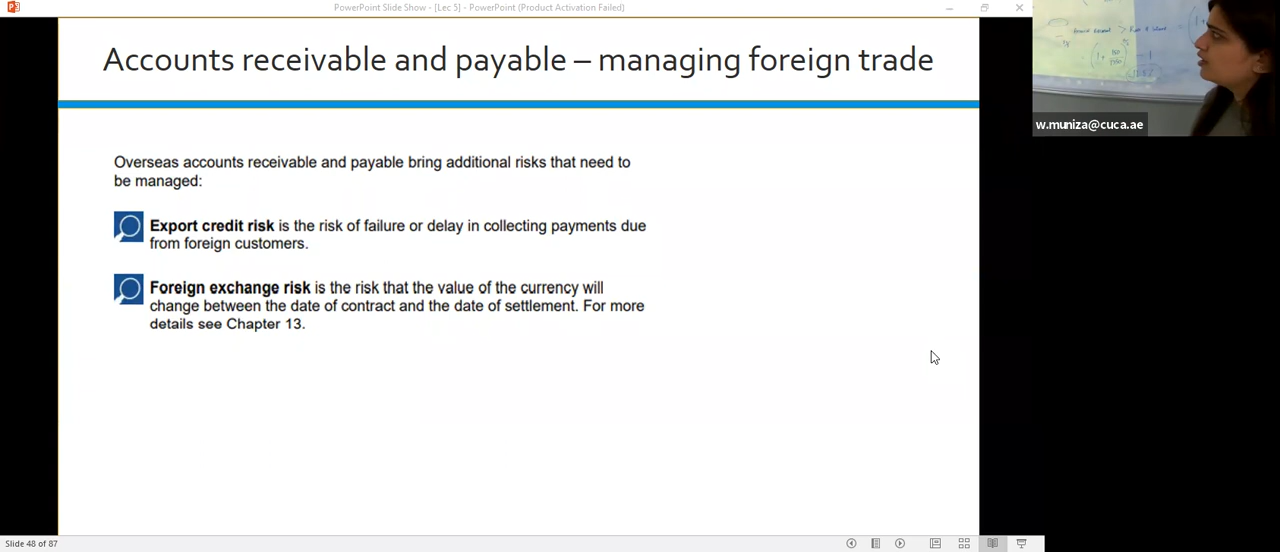 PowerPoint Slide Show - [Lec 5] - PowerPoint (Product Activation Failed)
Accounts receivable and payable – managing foreign trade
w.muniza@cuca.ae
Overseas accounts receivable and payable bring additional risks that need to
be managed:
Export credit risk is the risk of failure or delay in collecting payments due
from foreign customers.
Foreign exchange risk is the risk that the value of the currency will
change between the date of contract and the date of settlement. For more
details see Chapter 13.
Slide 48 of 87